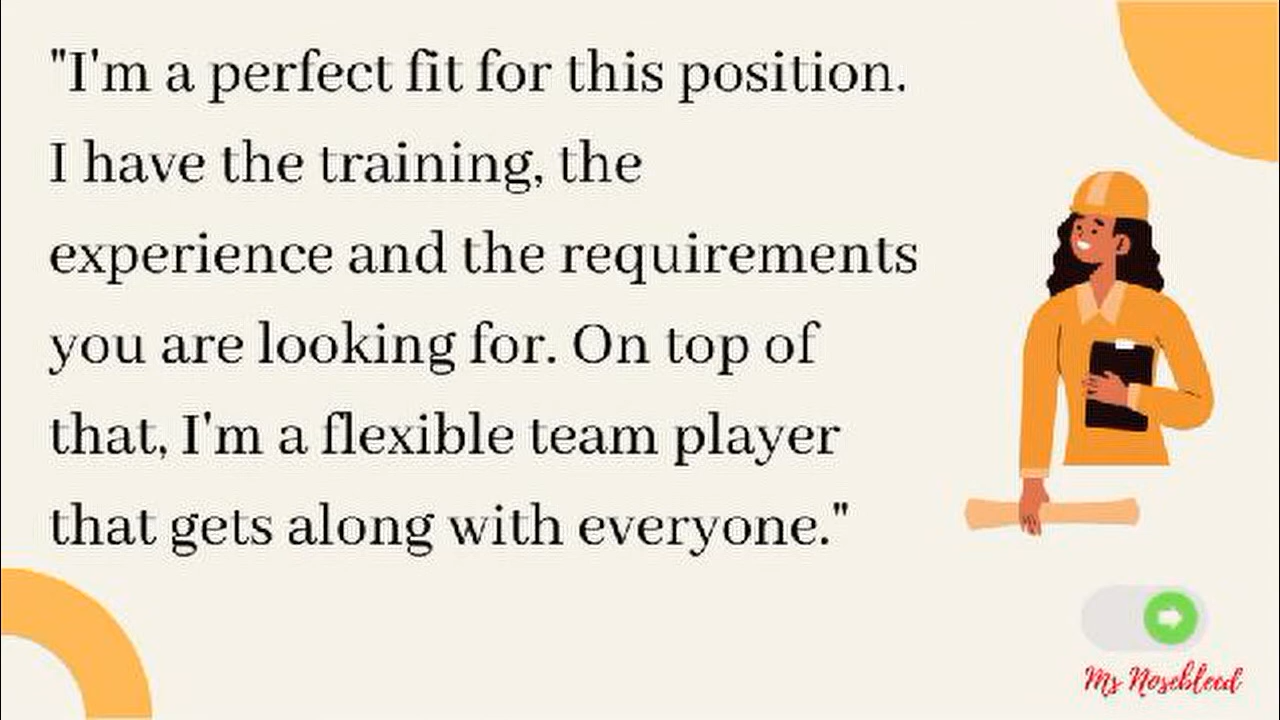 "I'm a perfect fit for this position.
I have the training, the
experience and the requirements
you are looking for. On top of
that, I'm a flexible team player
that gets along with everyone."
Ms Nosebleed